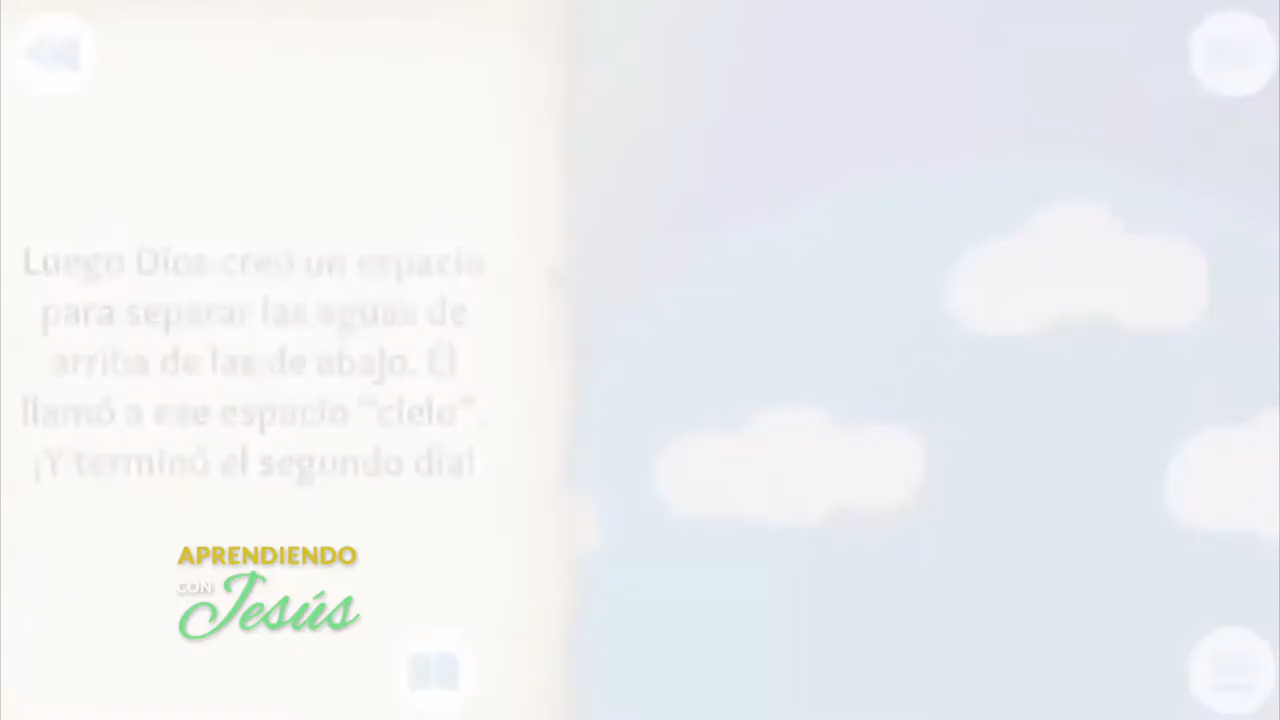 Luego Dios creó un espacio
para separar las aguas de
arriba de las de abajo. Él
llamó a ese espacio "cielo".
¡Y terminó el segundo día!
APRENDIENDO
CON
Jesús